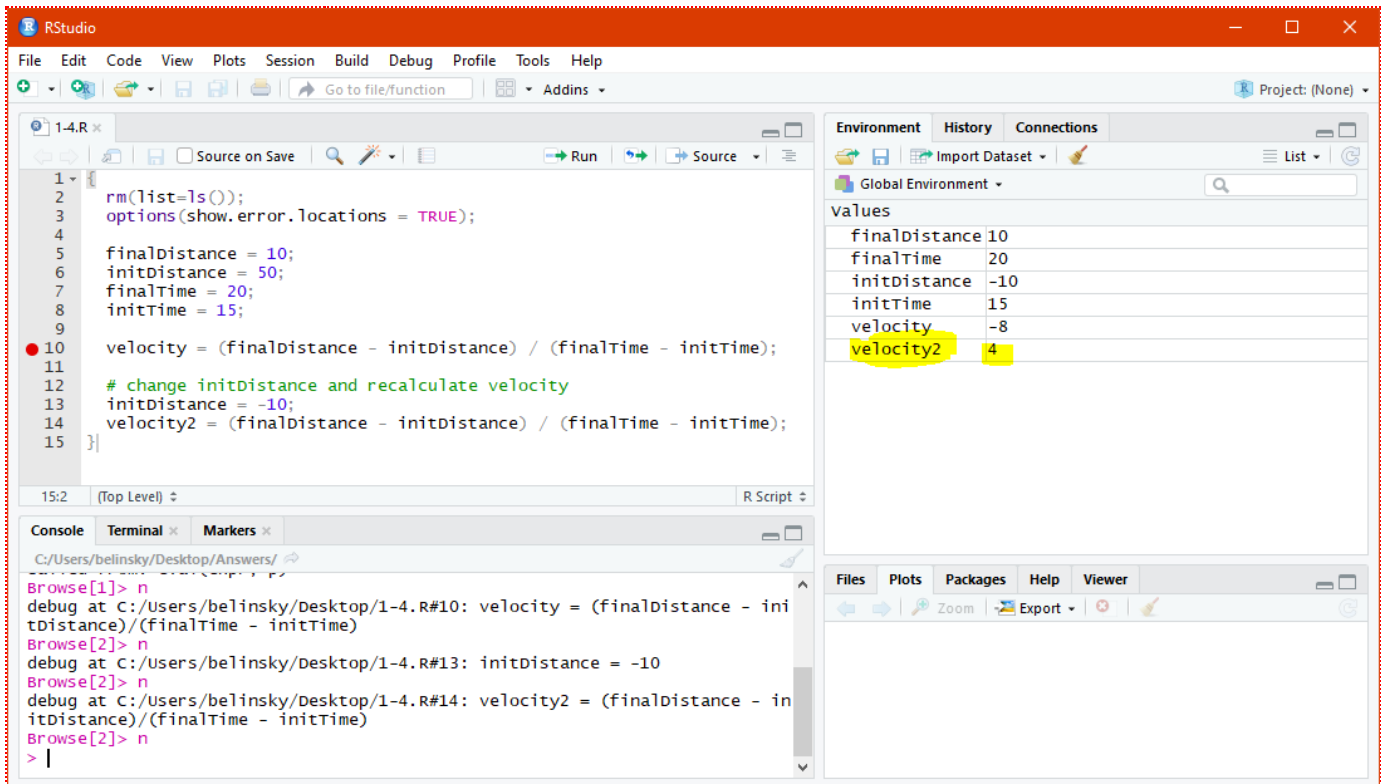 RStudio
File Edit Code View Plots Session Build Debug Profile Tools Help
Go to file/function Addins Project: (None)
1-4.R
Source on Save Run Source
1 {
2 rm(list=ls());
3 options(show.error.locations = TRUE);
4
5 finalDistance = 10;
6 initDistance = 50;
7 finalTime = 20;
8 initTime = 15;
9
10 velocity = (finalDistance - initDistance) / (finalTime - initTime);
11
12 # change initDistance and recalculate velocity
13 initDistance = -10;
14 velocity2 = (finalDistance - initDistance) / (finalTime - initTime);
15 }
15:2 (Top Level) R Script
Console Terminal Markers
C:/Users/belinsky/Desktop/Answers/
Browse[1]> n
debug at C:/Users/belinsky/Desktop/1-4.R#10: velocity = (finalDistance - ini
tDistance)/(finalTime - initTime)
Browse[2]> n
debug at C:/Users/belinsky/Desktop/1-4.R#13: initDistance = -10
Browse[2]> n
debug at C:/Users/belinsky/Desktop/1-4.R#14: velocity2 = (finalDistance - in
itDistance)/(finalTime - initTime)
Browse[2]> n
>
Environment History Connections
Import Dataset List
Global Environment
Values
finalDistance 10
finalTime 20
initDistance -10
initTime 15
velocity -8
velocity2 4
Files Plots Packages Help Viewer
Zoom Export